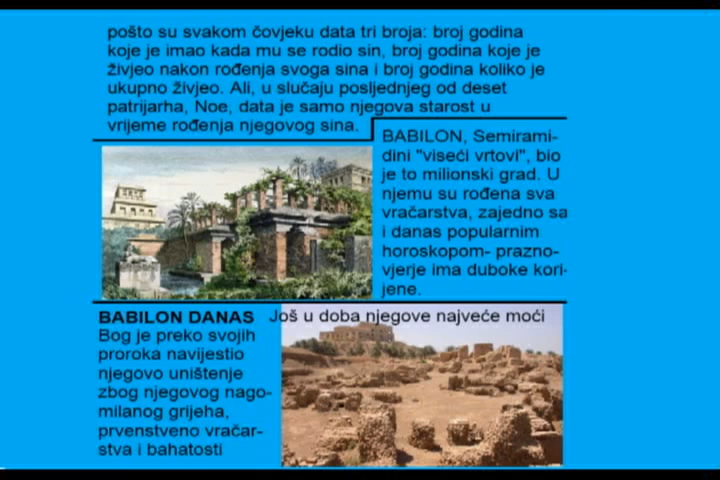 pošto su svakom čovjeku data tri broja: broj godina
koje je imao kada mu se rodio sin, broj godina koje je
živjeo nakon rođenja svoga sina i broj godina koliko je
ukupno živjeo. Ali, u slučaju posljednjeg od deset
patrijarha, Noe, data je samo njegova starost u
vrijeme rođenja njegovog sina.
BABILON, Semirami-
dini "viseći vrtovi", bio
je to milionski grad. U
njemu su rođena sva
vračarstva, zajedno sa
i danas popularnim
horoskopom- prazno-
vjerje ima duboke kori-
jene.
BABILON DANAS Još u doba njegove najveće moći
Bog je preko svojih
proroka navijestio
njegovo uništenje
zbog njegovog nago-
milanog grijeha,
prvenstveno vračar-
stva i bahatosti